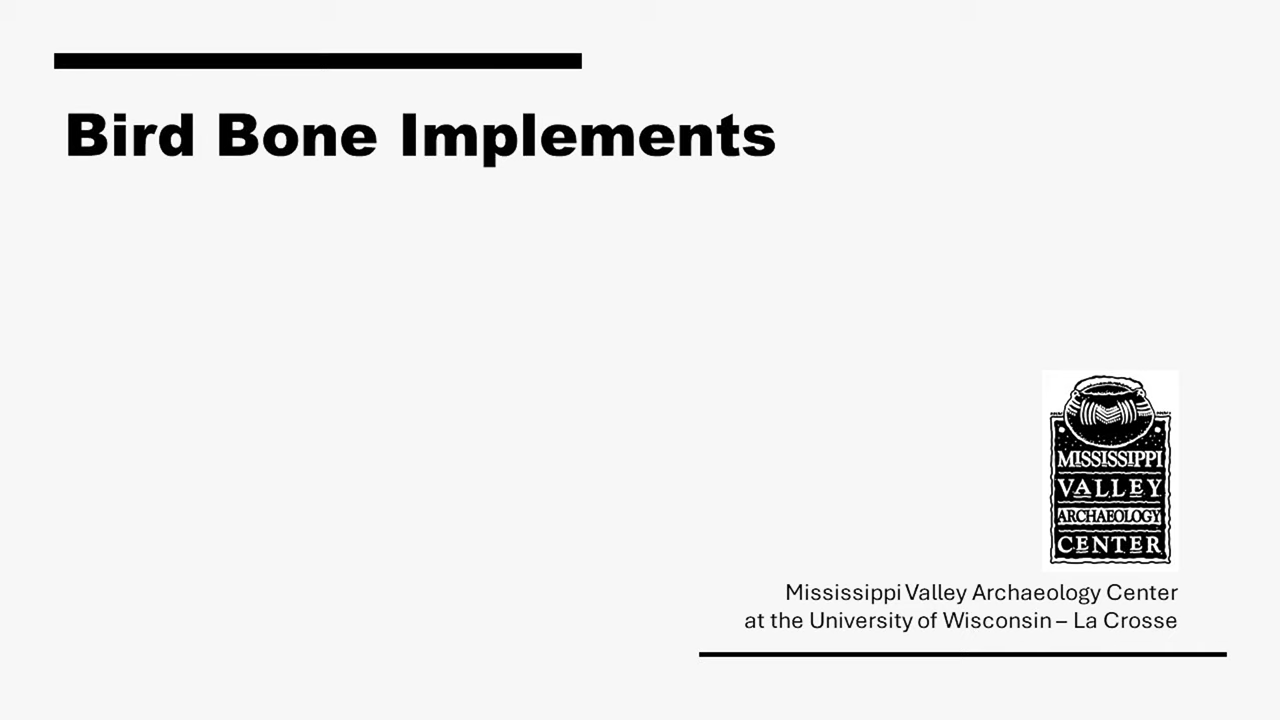 Bird Bone Implements
MISSISSIPPI
VALLEY
ARCHAEOLOGY
CENTER
Mississippi Valley Archaeology Center
at the University of Wisconsin – La Crosse